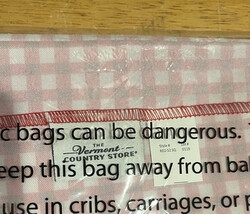 c bags can be dangerous.
THE
Vermont
COUNTRY STORE
eep this bag away from ba
use in cribs, carriages, or